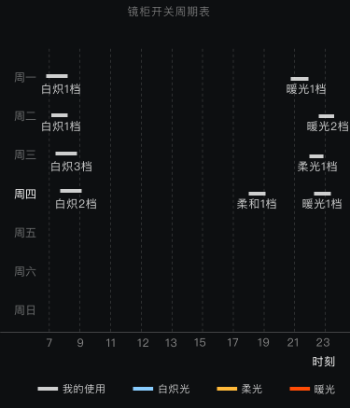 镜柜开关周期表
周一
白炽1档
暖光1档
周二
白炽1档
暖光2档
周三
白炽3档
柔光1档
周四
白炽2档
柔和1档
暖光1档
周五
周六
周日
7 9 11 12 13 15 17 19 21 23
时刻
我的使用 白炽光 柔光 暖光